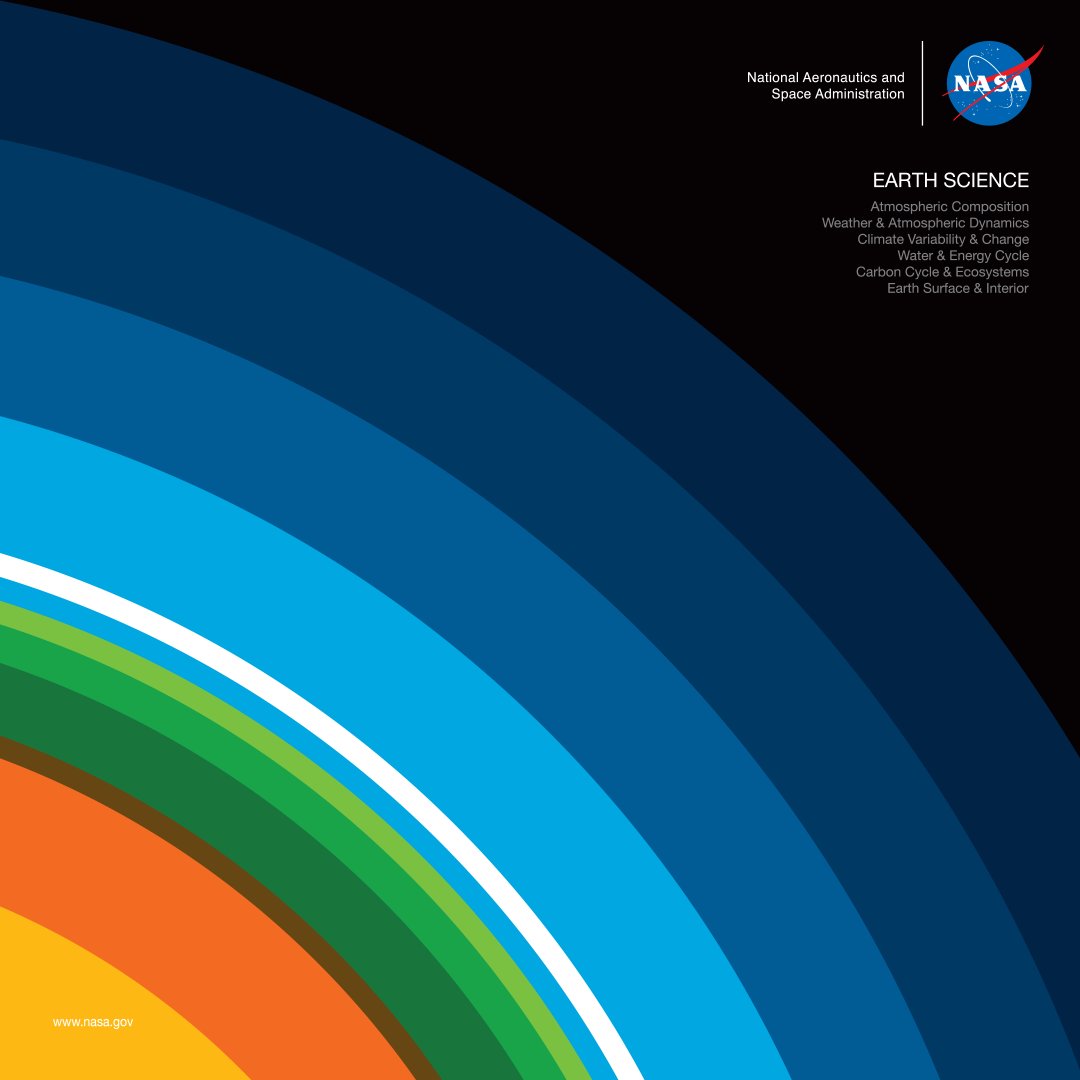 National Aeronautics and
Space Administration
NASA
EARTH SCIENCE
Atmospheric Composition
Weather & Atmospheric Dynamics
Climate Variability & Change
Water & Energy Cycle
Carbon Cycle & Ecosystems
Earth Surface & Interior
www.nasa.gov